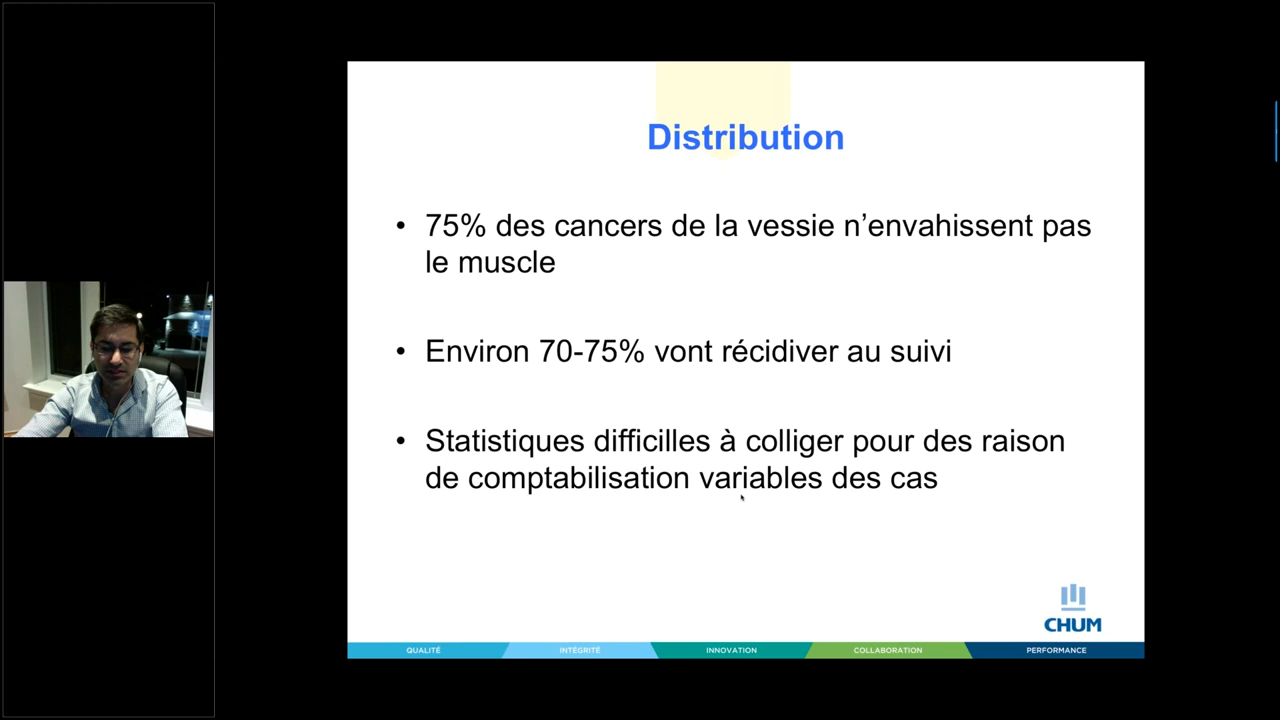 Distribution
• 75% des cancers de la vessie n’envahissent pas
le muscle
• Environ 70-75% vont récidiver au suivi
• Statistiques difficilles à colliger pour des raison
de comptabilisation variables des cas
CHUM
QUALITÉ INTÉGRITÉ INNOVATION COLLABORATION PERFORMANCE